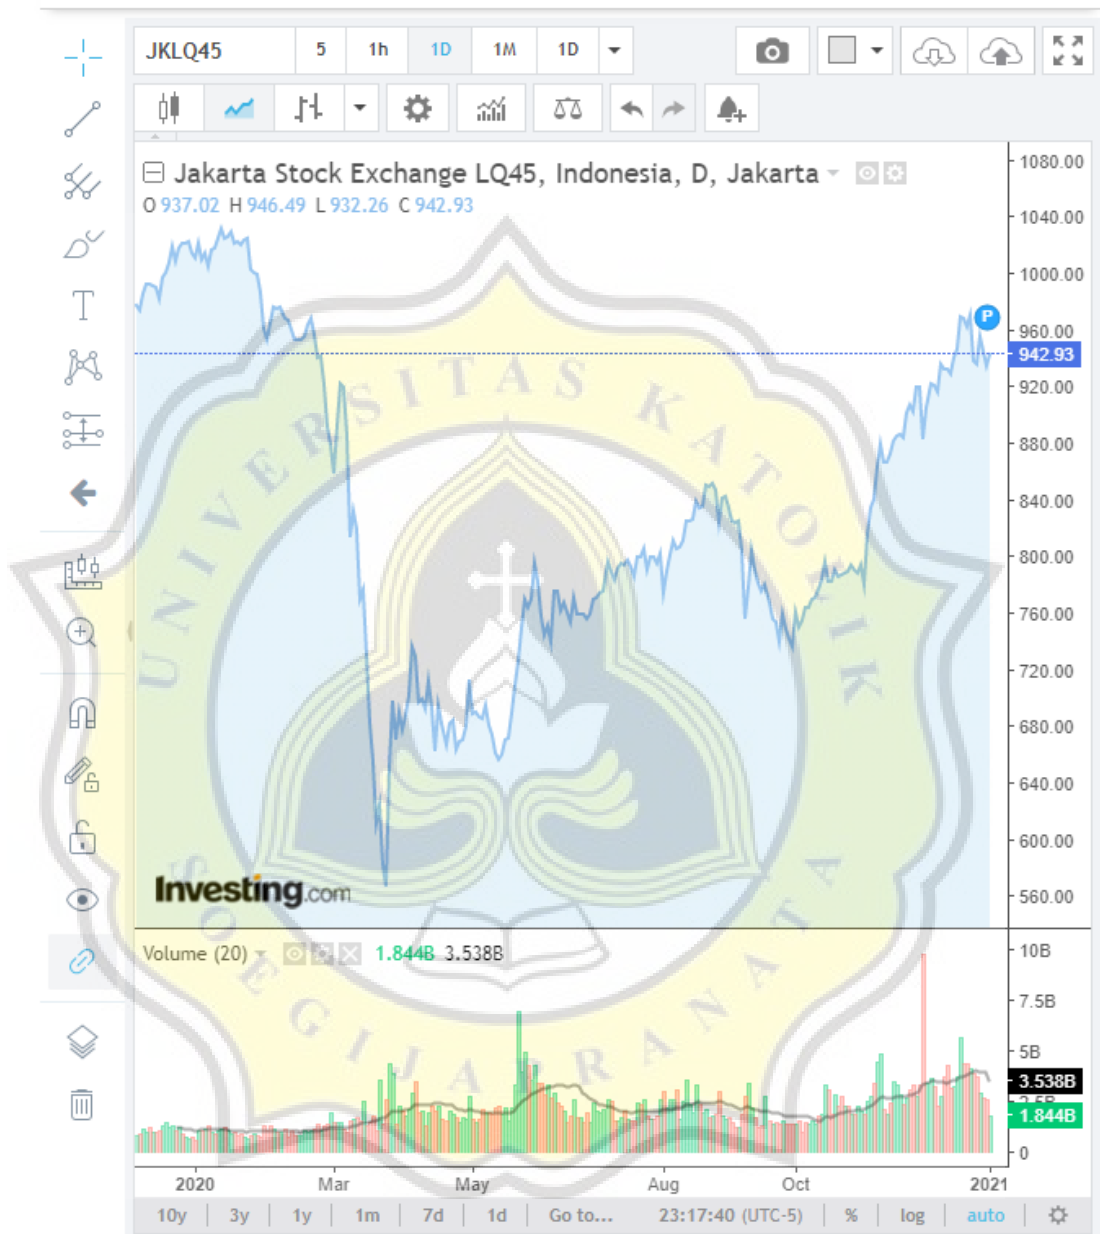 JKLQ45 5 1h 1D 1M 1D
Jakarta Stock Exchange LQ45, Indonesia, D, Jakarta
O 937.02 H 946.49 L 932.26 C 942.93
1080.00
1040.00
1000.00
P
960.00
942.93
920.00
880.00
840.00
800.00
760.00
720.00
680.00
640.00
600.00
560.00
UNIVERSITAS KATOLIK
SOEGIJAPRANATA
T
Investing.com
Volume (20) 1.844B 3.538B
10B
7.5B
5B
3.538B
2.5B
1.844B
0
2020 Mar May Aug Oct 2021
10y 3y 1y 1m 7d 1d Go to... 23:17:40 (UTC-5) % log auto